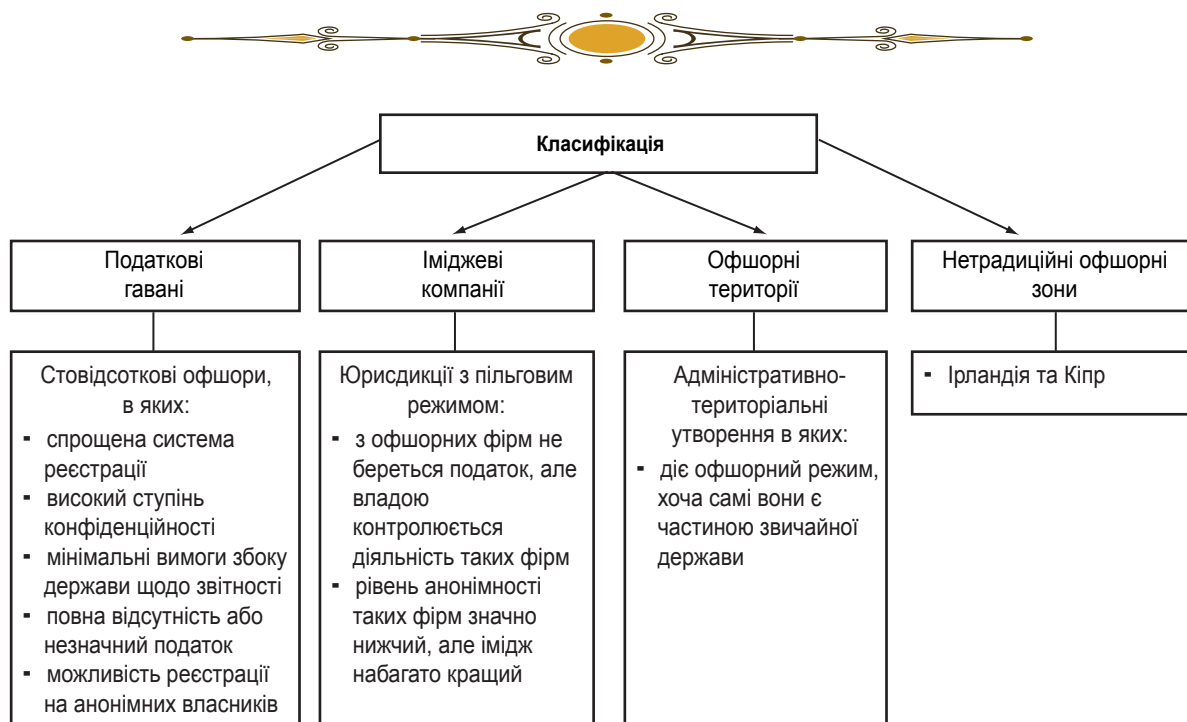 Класифікація
Податкові
гавані
Іміджеві
компанії
Офшорні
території
Нетрадиційні офшорні
зони
Стовідсоткові офшори,
в яких:
- спрощена система
реєстрації
- високий ступінь
конфіденційності
- мінімальні вимоги збоку
держави щодо звітності
- повна відсутність або
незначний податок
- можливість реєстрації
на анонімних власників
Юрисдикції з пільговим
режимом:
- з офшорних фірм не
береться податок, але
владою
контролюється
діяльність таких фірм
- рівень анонімності
таких фірм значно
нижчий, але імідж
набагато кращий
Адміністративно-
територіальні
утворення в яких:
- діє офшорний режим,
хоча самі вони є
частиною звичайної
держави
- Ірландія та Кіпр